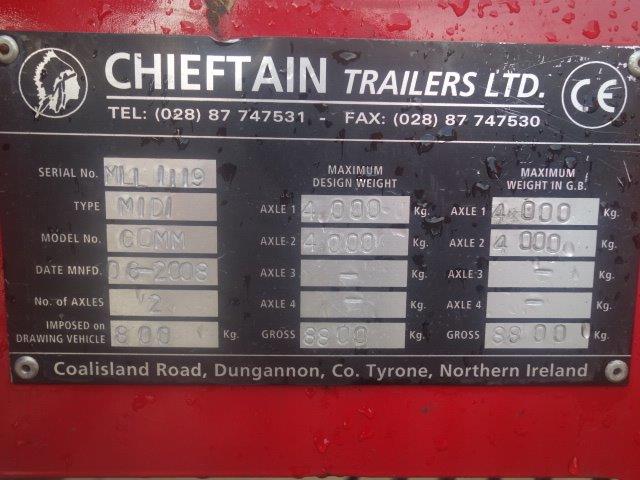 CHIEFTAIN TRAILERS LTD.
CE
TEL: (028) 87 747531 - FAX: (028) 87 747530
MAXIMUM DESIGN WEIGHT
MAXIMUM WEIGHT IN G.B.
SERIAL No. MLL 1119 AXLE 1 4 000 Kg. AXLE 1 4 000 Kg.
TYPE MIDI
MODEL No. COMM AXLE 2 4 000 Kg. AXLE 2 4 000 Kg.
DATE MNFD. 06-2008 AXLE 3 - Kg. AXLE 3 - Kg.
No. of AXLES 2 AXLE 4 - Kg. AXLE 4 - Kg.
IMPOSED on DRAWING VEHICLE 800 Kg. GROSS 8800 Kg. GROSS 8800 Kg.
Coalisland Road, Dungannon, Co. Tyrone, Northern Ireland